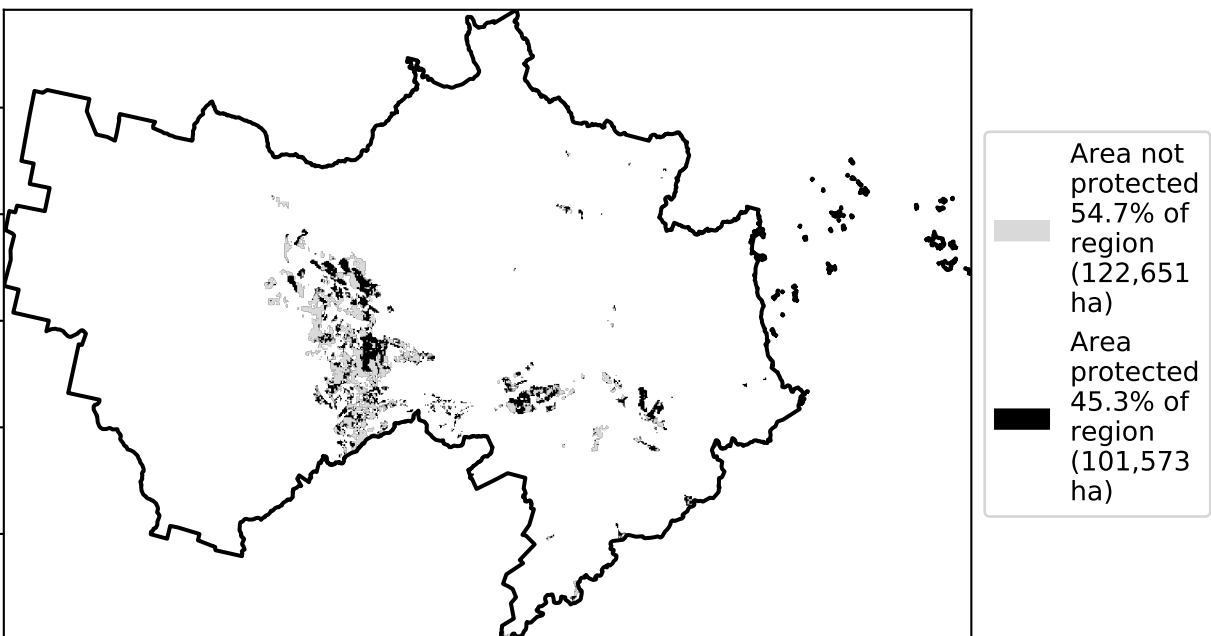 Area not
protected
54.7% of
region
(122,651
ha)
Area
protected
45.3% of
region
(101,573
ha)